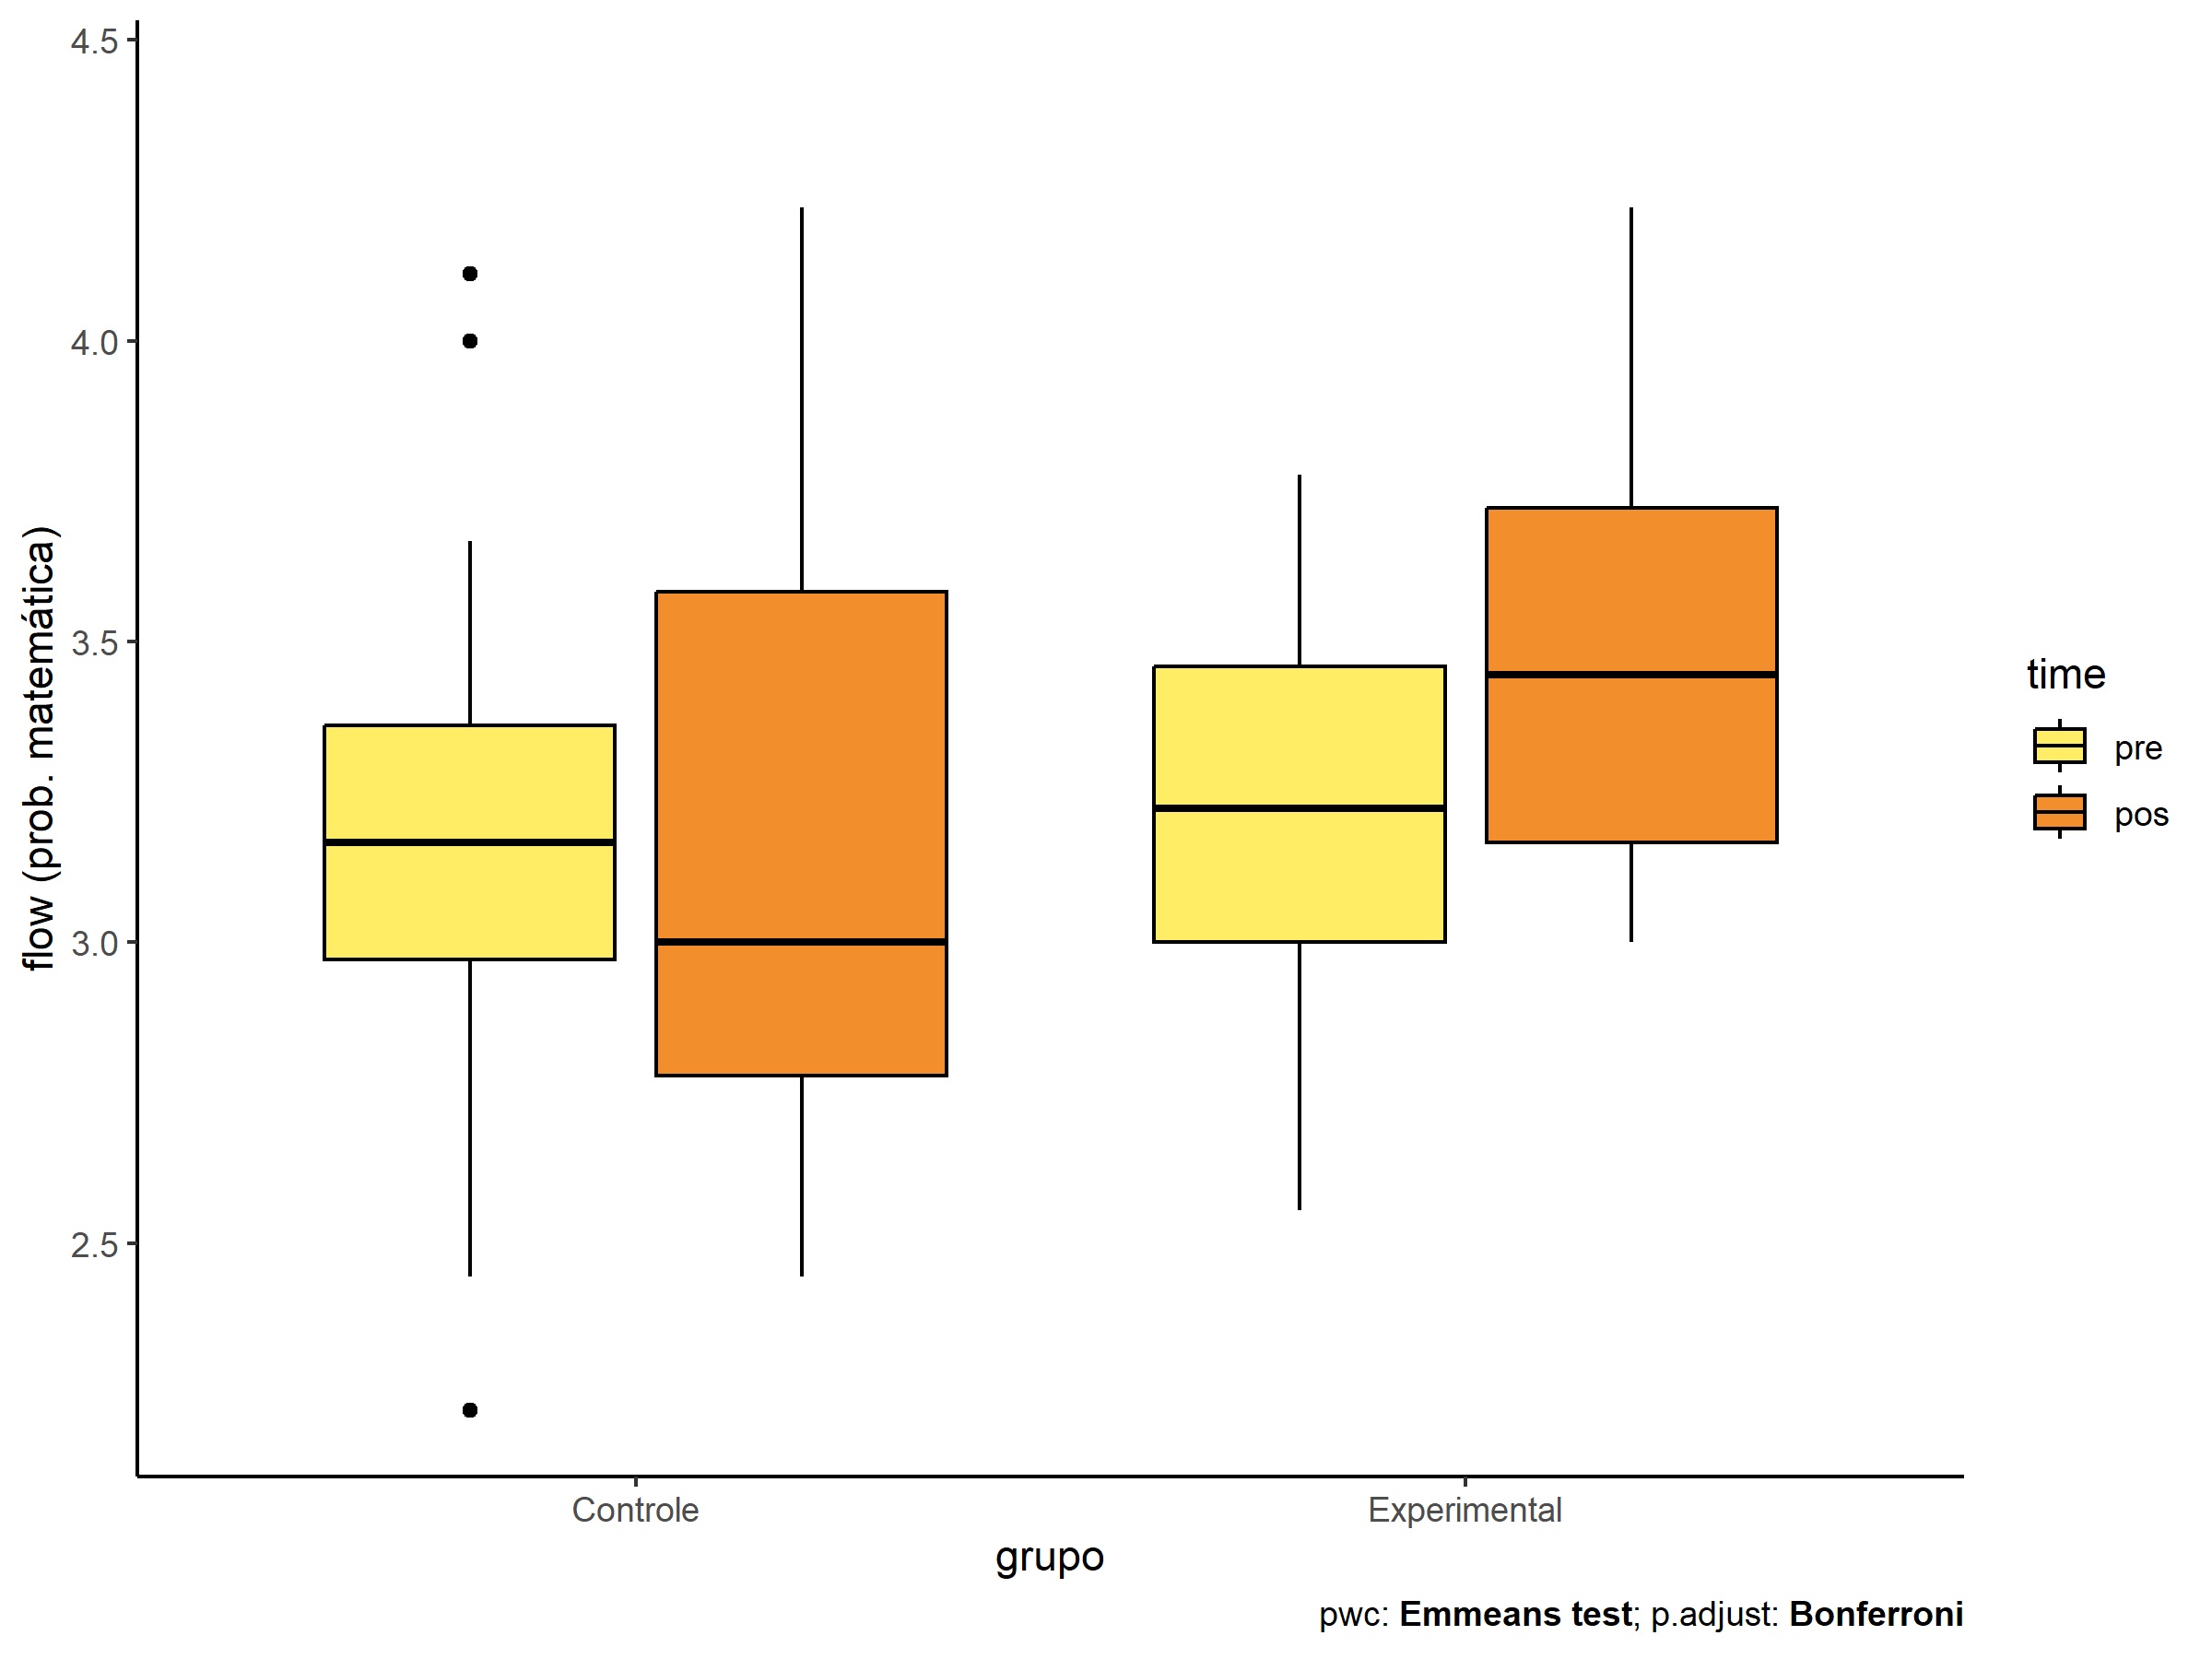 4.5
4.0
3.5
3.0
2.5
flow (prob. matemática)
Controle
Experimental
grupo
time
pre
pos
pwc: Emmeans test; p.adjust: Bonferroni